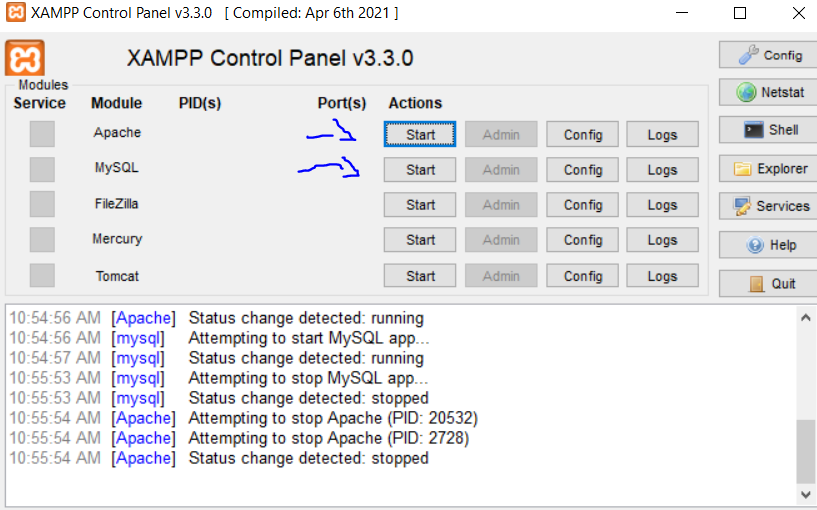 XAMPP Control Panel v3.3.0 [ Compiled: Apr 6th 2021 ]
XAMPP Control Panel v3.3.0
Modules
Service Module PID(s) Port(s) Actions
Apache Start Admin Config Logs
MySQL Start Admin Config Logs
FileZilla Start Admin Config Logs
Mercury Start Admin Config Logs
Tomcat Start Admin Config Logs
Config
Netstat
Shell
Explorer
Services
Help
Quit
10:54:56 AM [Apache] Status change detected: running
10:54:56 AM [mysql] Attempting to start MySQL app...
10:54:57 AM [mysql] Status change detected: running
10:55:53 AM [mysql] Attempting to stop MySQL app...
10:55:53 AM [mysql] Status change detected: stopped
10:55:54 AM [Apache] Attempting to stop Apache (PID: 20532)
10:55:54 AM [Apache] Attempting to stop Apache (PID: 2728)
10:55:54 AM [Apache] Status change detected: stopped